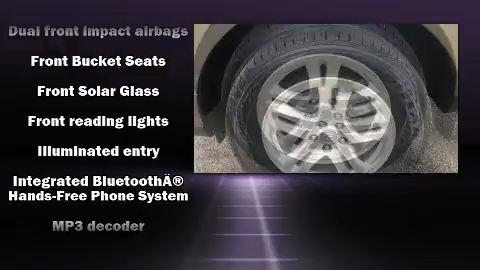 Dual front impact airbags
Front Bucket Seats
Front Solar Glass
Front reading lights
Illuminated entry
Integrated BluetoothÂ®
Hands-Free Phone System
MP3 decoder